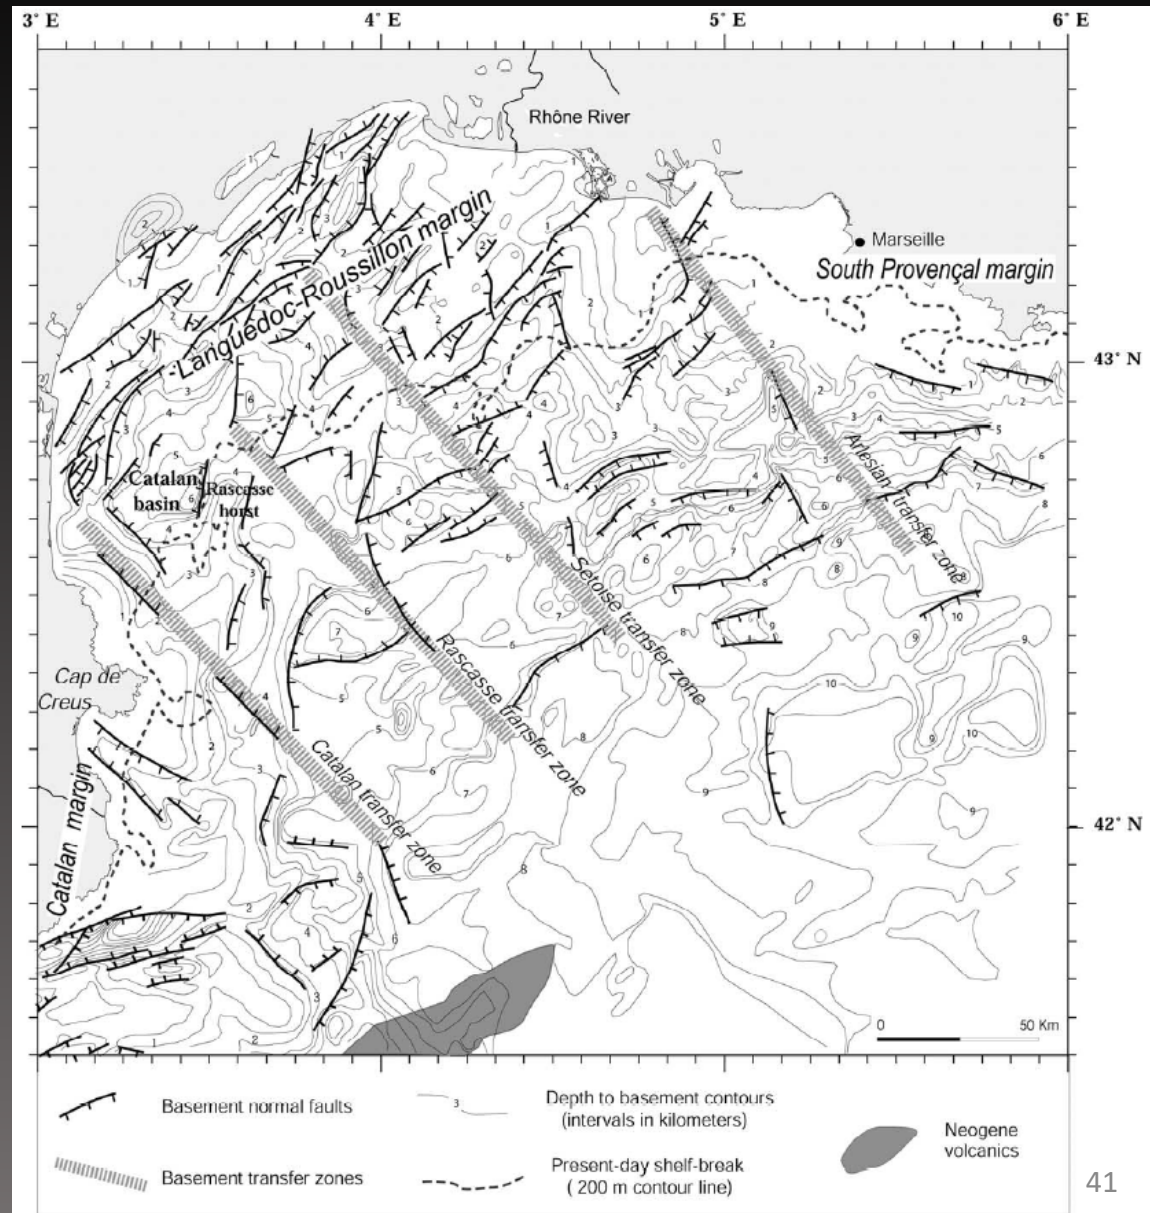 3° E
4° E
5° E
6° E
Rhône River
Marseille
South Provençal margin
Languedoc-Roussillon margin
43° N
Catalan
basin
Rascasse
horst
Arlesian transfer zone
Setoise transfer zone
Rascasse transfer zone
Catalan transfer zone
Cap de
Creus
Catalan margin
42° N
0
50 Km
Basement normal faults
3
Depth to basement contours
(intervals in kilometers)
Neogene
volcanics
Basement transfer zones
Present-day shelf-break
( 200 m contour line)
41